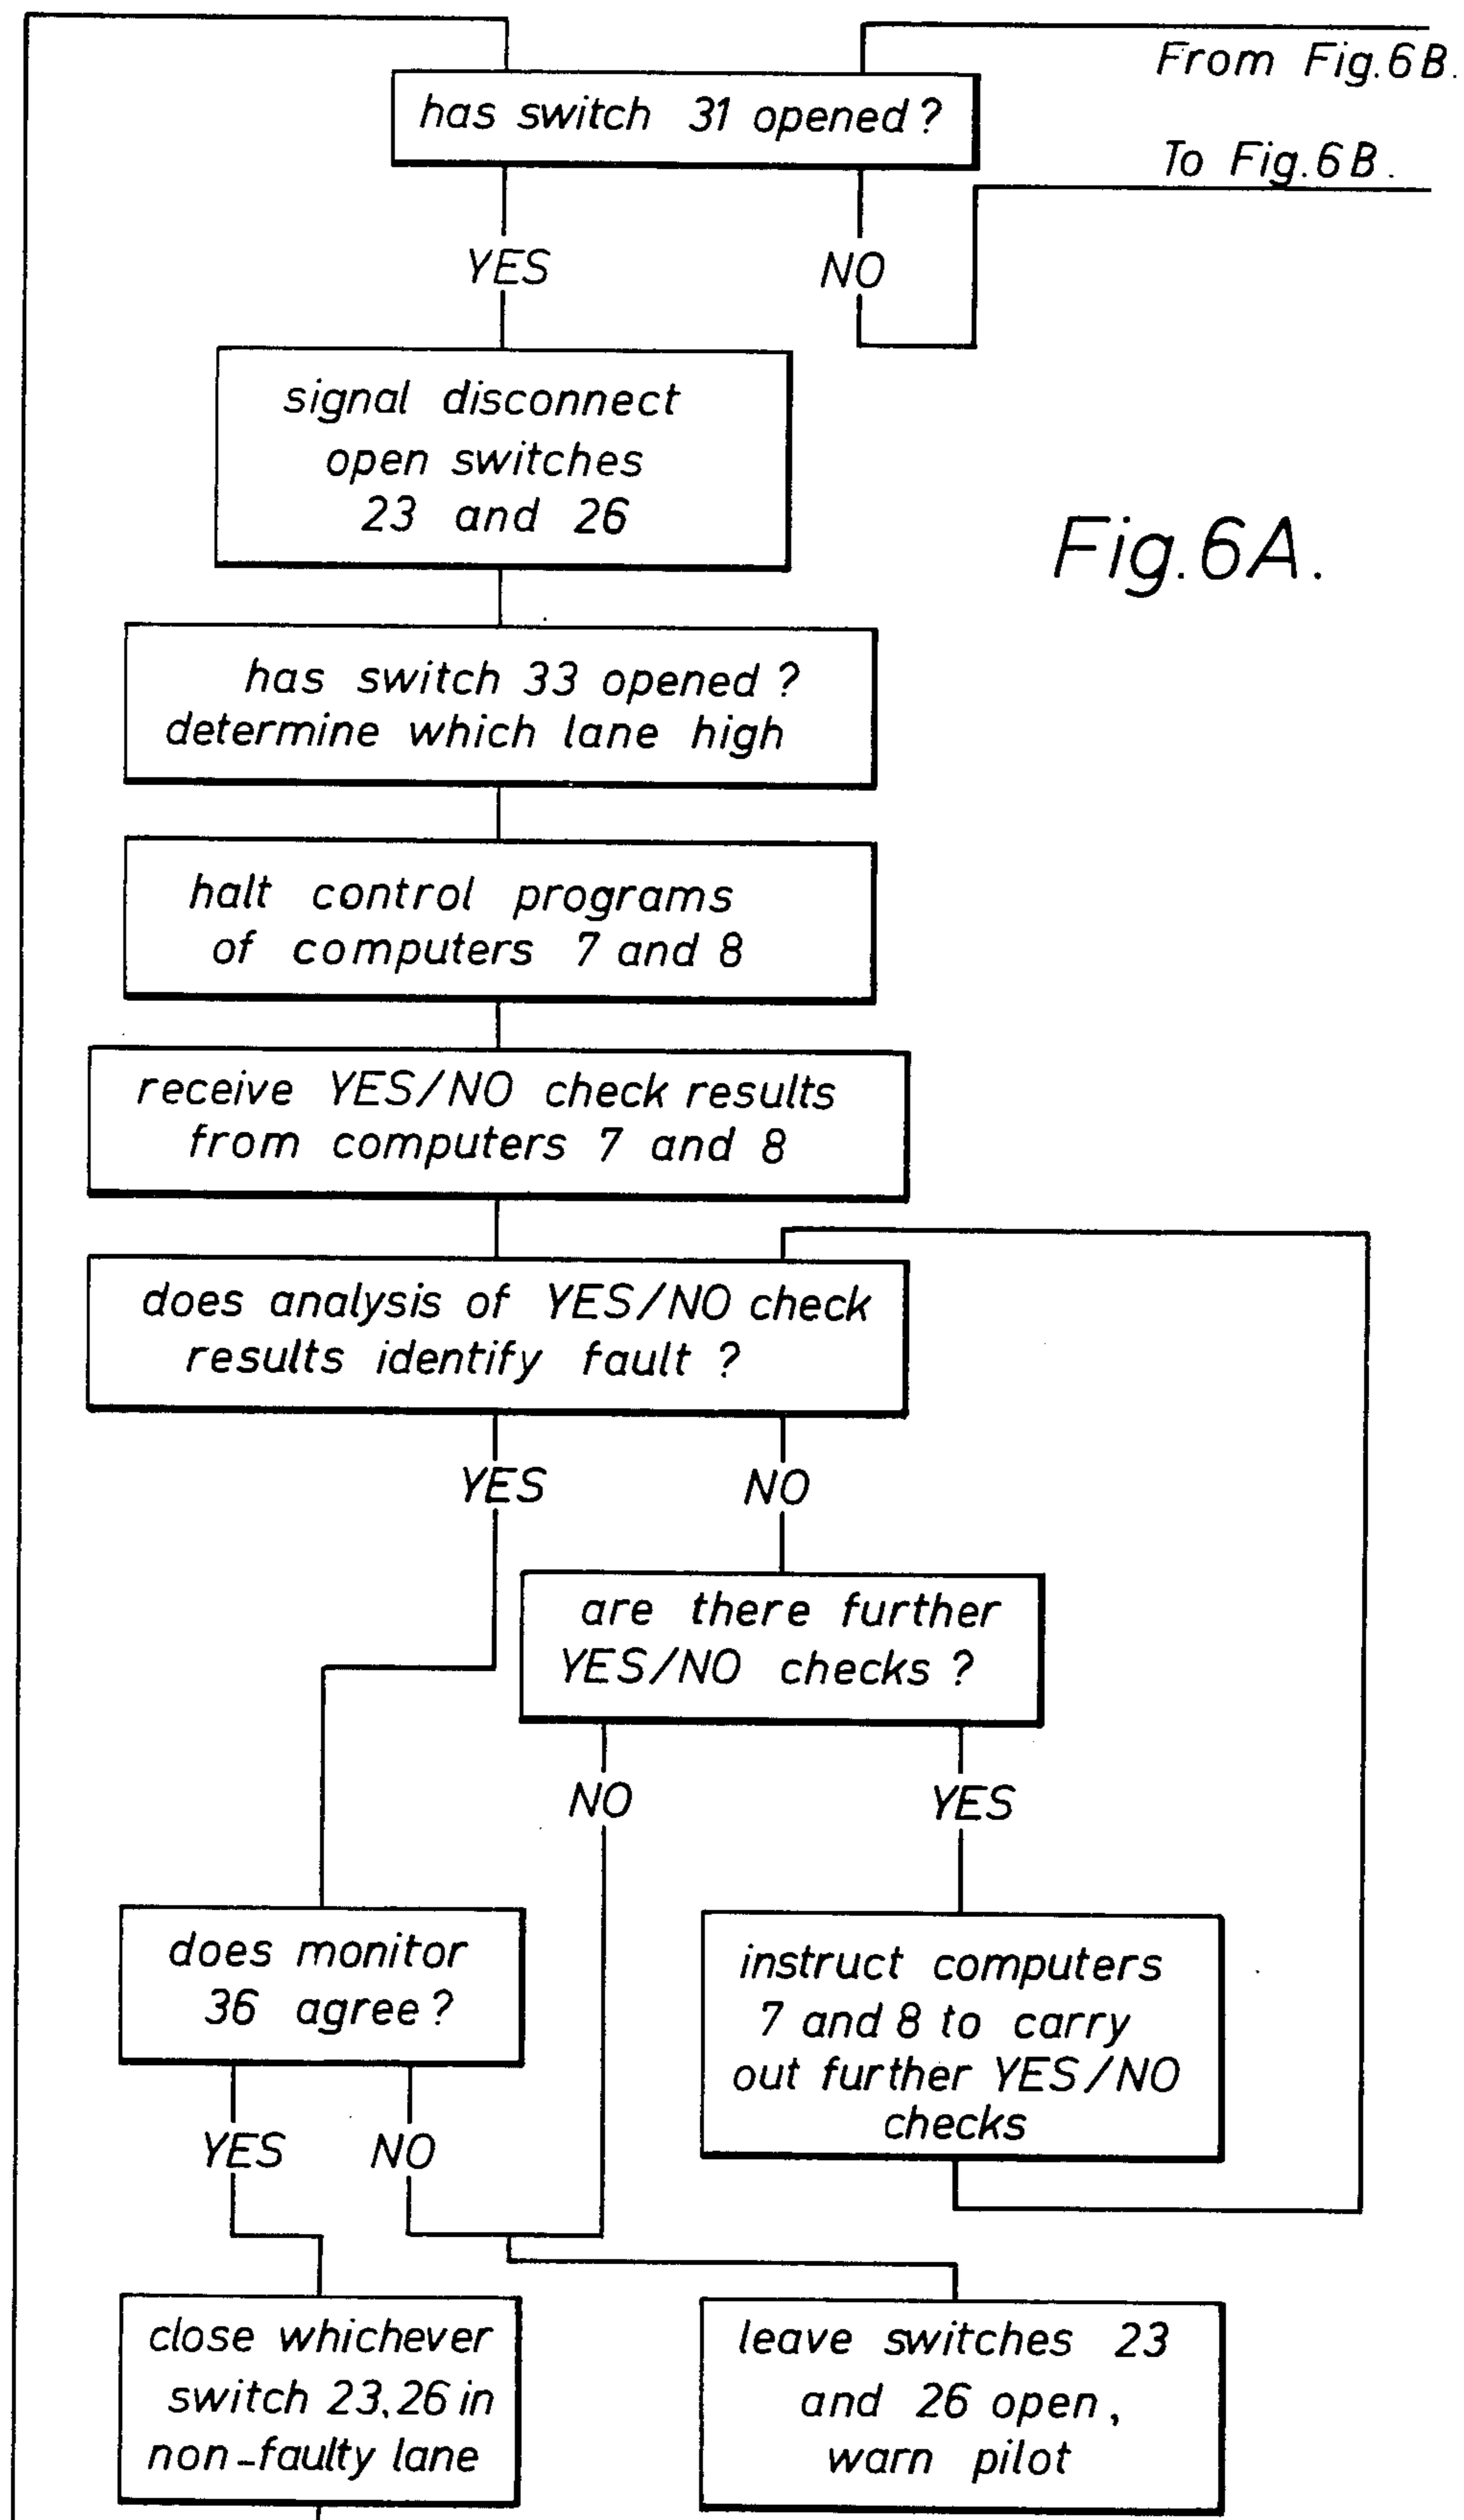 From Fig.6B.
has switch 31 opened?
To Fig.6B.
YES
NO
signal disconnect
open switches
23 and 26
Fig.6A.
has switch 33 opened?
determine which lane high
halt control programs
of computers 7 and 8
receive YES/NO check results
from computers 7 and 8
does analysis of YES/NO check
results identify fault ?
YES
NO
are there further
YES/NO checks ?
NO
YES
does monitor
36 agree?
instruct computers
7 and 8 to carry
out further YES/NO
checks
YES
NO
close whichever
switch 23,26 in
non-faulty lane
leave switches 23
and 26 open,
warn pilot